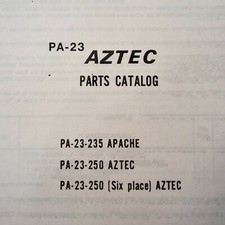 PA-23 AZTEC
PARTS CATALOG
PA-23-235 APACHE
PA-23-250 AZTEC
PA-23-250 (Six place) AZTEC